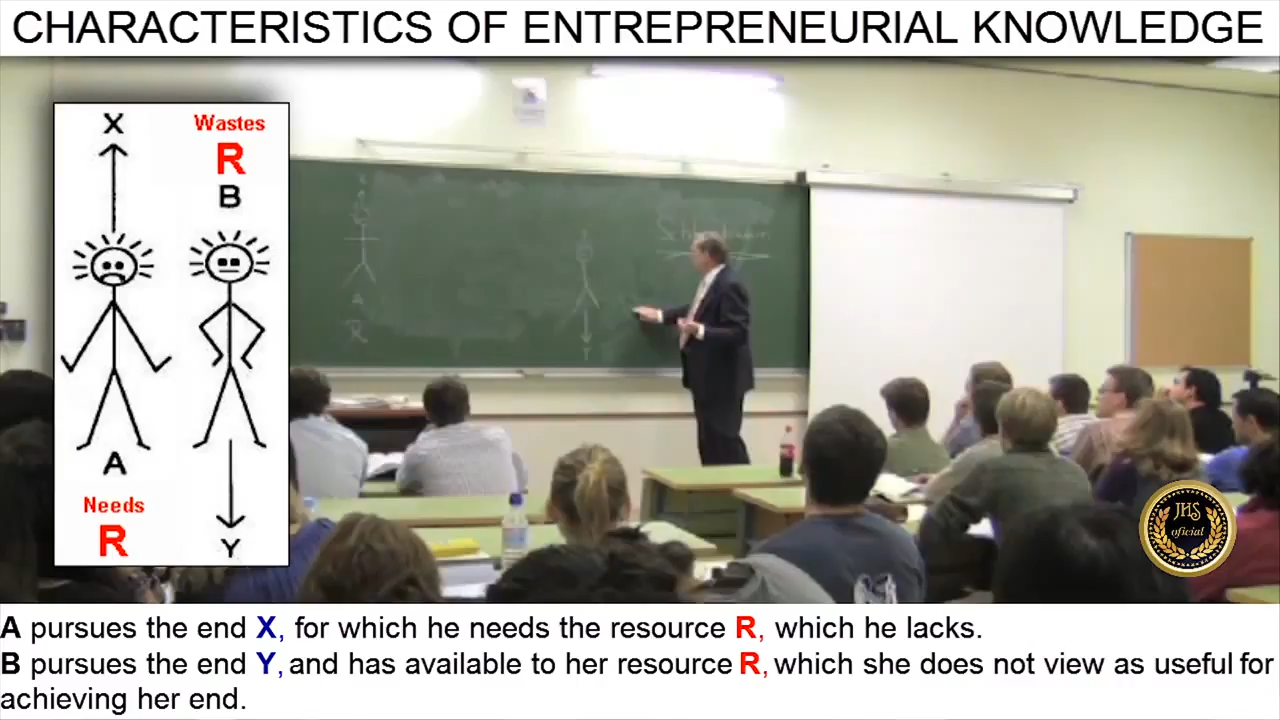 CHARACTERISTICS OF ENTREPRENEURIAL KNOWLEDGE
X
Wastes
R
B
A
Needs
R
Y
A
R
Y
JHS
oficial
A pursues the end X, for which he needs the resource R, which he lacks.
B pursues the end Y, and has available to her resource R, which she does not view as useful for
achieving her end.